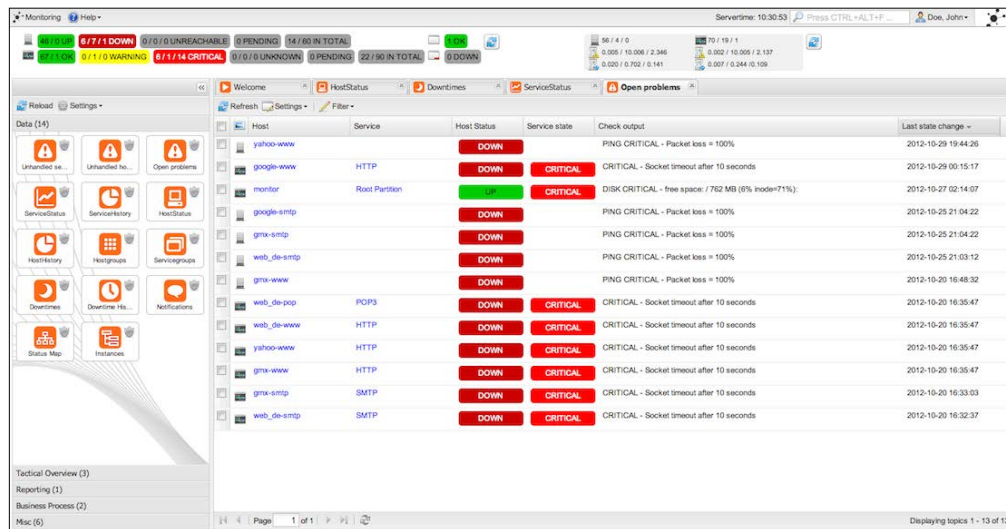 Monitoring Help Servertime: 10:30:53 Press CTRL+ALT+F... Doe, John
46 / 0 UP 6 / 7 / 1 DOWN 0 / 0 / 0 UNREACHABLE 0 PENDING 14 / 60 IN TOTAL 1 OK 56 / 4 / 0 70 / 19 / 1
67 / 1 OK 0 / 1 / 0 WARNING 6 / 1 / 14 CRITICAL 0 / 0 / 0 UNKNOWN 0 PENDING 22 / 90 IN TOTAL 0 DOWN 0.005 / 10.006 / 2.346 0.002 / 10.005 / 2.137
0.020 / 0.702 / 0.141 0.007 / 0.244 /0.109
Welcome HostStatus Downtimes ServiceStatus Open problems
Reload Settings Refresh Settings Filter
Data (14)
Host Service Host Status Service state Check output Last state change
yahoo-www DOWN PING CRITICAL - Packet loss = 100% 2012-10-29 19:44:26
google-www HTTP DOWN CRITICAL CRITICAL - Socket timeout after 10 seconds 2012-10-29 00:15:17
monitor Root Partition UP CRITICAL DISK CRITICAL - free space: / 762 MB (6% inode=71%): 2012-10-27 02:14:07
google-smtp DOWN PING CRITICAL - Packet loss = 100% 2012-10-25 21:04:22
gmx-smtp DOWN PING CRITICAL - Packet loss = 100% 2012-10-25 21:04:22
web_de-smtp DOWN PING CRITICAL - Packet loss = 100% 2012-10-25 21:03:12
gmx-www DOWN PING CRITICAL - Packet loss = 100% 2012-10-20 16:48:32
web_de-pop POP3 DOWN CRITICAL CRITICAL - Socket timeout after 10 seconds 2012-10-20 16:35:47
web_de-www HTTP DOWN CRITICAL CRITICAL - Socket timeout after 10 seconds 2012-10-20 16:35:47
yahoo-www HTTP DOWN CRITICAL CRITICAL - Socket timeout after 10 seconds 2012-10-20 16:35:47
gmx-www HTTP DOWN CRITICAL CRITICAL - Socket timeout after 10 seconds 2012-10-20 16:35:47
gmx-smtp SMTP DOWN CRITICAL CRITICAL - Socket timeout after 10 seconds 2012-10-20 16:33:03
web_de-smtp SMTP DOWN CRITICAL CRITICAL - Socket timeout after 10 seconds 2012-10-20 16:32:37
Unhandled se... Unhandled ho... Open problems
ServiceStatus ServiceHistory HostStatus
HostHistory Hostgroups Servicegroups
Downtimes Downtime His... Notifications
Status Map Instances
Tactical Overview (3)
Reporting (1)
Business Process (2)
Misc (6)
Page 1 of 1 Displaying topics 1 - 13 of 13